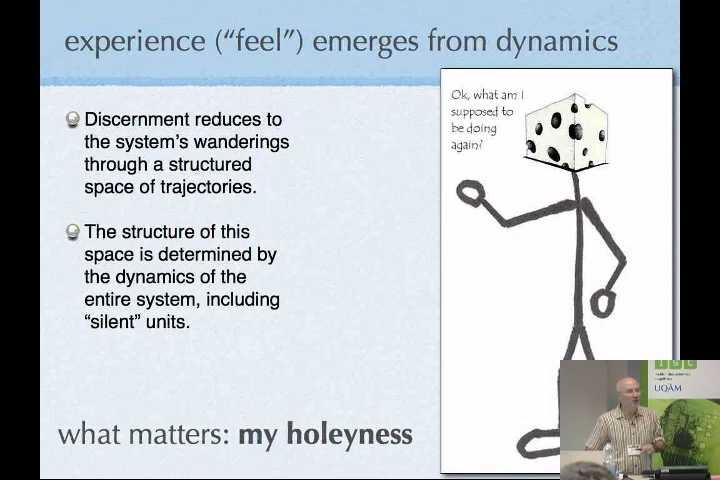 experience (“feel”) emerges from dynamics
Discernment reduces to
the system’s wanderings
through a structured
space of trajectories.
The structure of this
space is determined by
the dynamics of the
entire system, including
“silent” units.
what matters: my holeyness
Ok, what am I
supposed to
be doing
again?
ISC
UQÀM